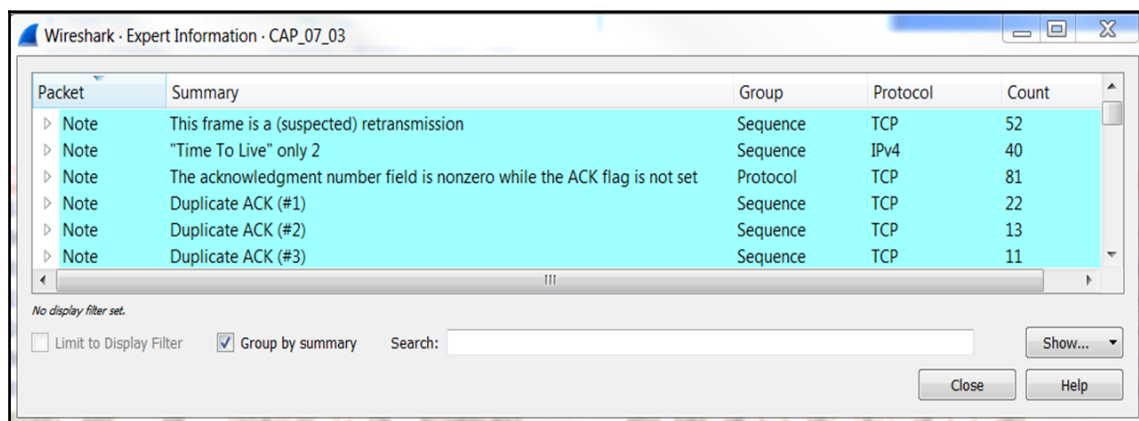 Wireshark · Expert Information · CAP_07_03
Packet Summary Group Protocol Count
Note This frame is a (suspected) retransmission Sequence TCP 52
Note "Time To Live" only 2 Sequence IPv4 40
Note The acknowledgment number field is nonzero while the ACK flag is not set Protocol TCP 81
Note Duplicate ACK (#1) Sequence TCP 22
Note Duplicate ACK (#2) Sequence TCP 13
Note Duplicate ACK (#3) Sequence TCP 11
No display filter set.
Limit to Display Filter Group by summary Search: Show...
Close Help